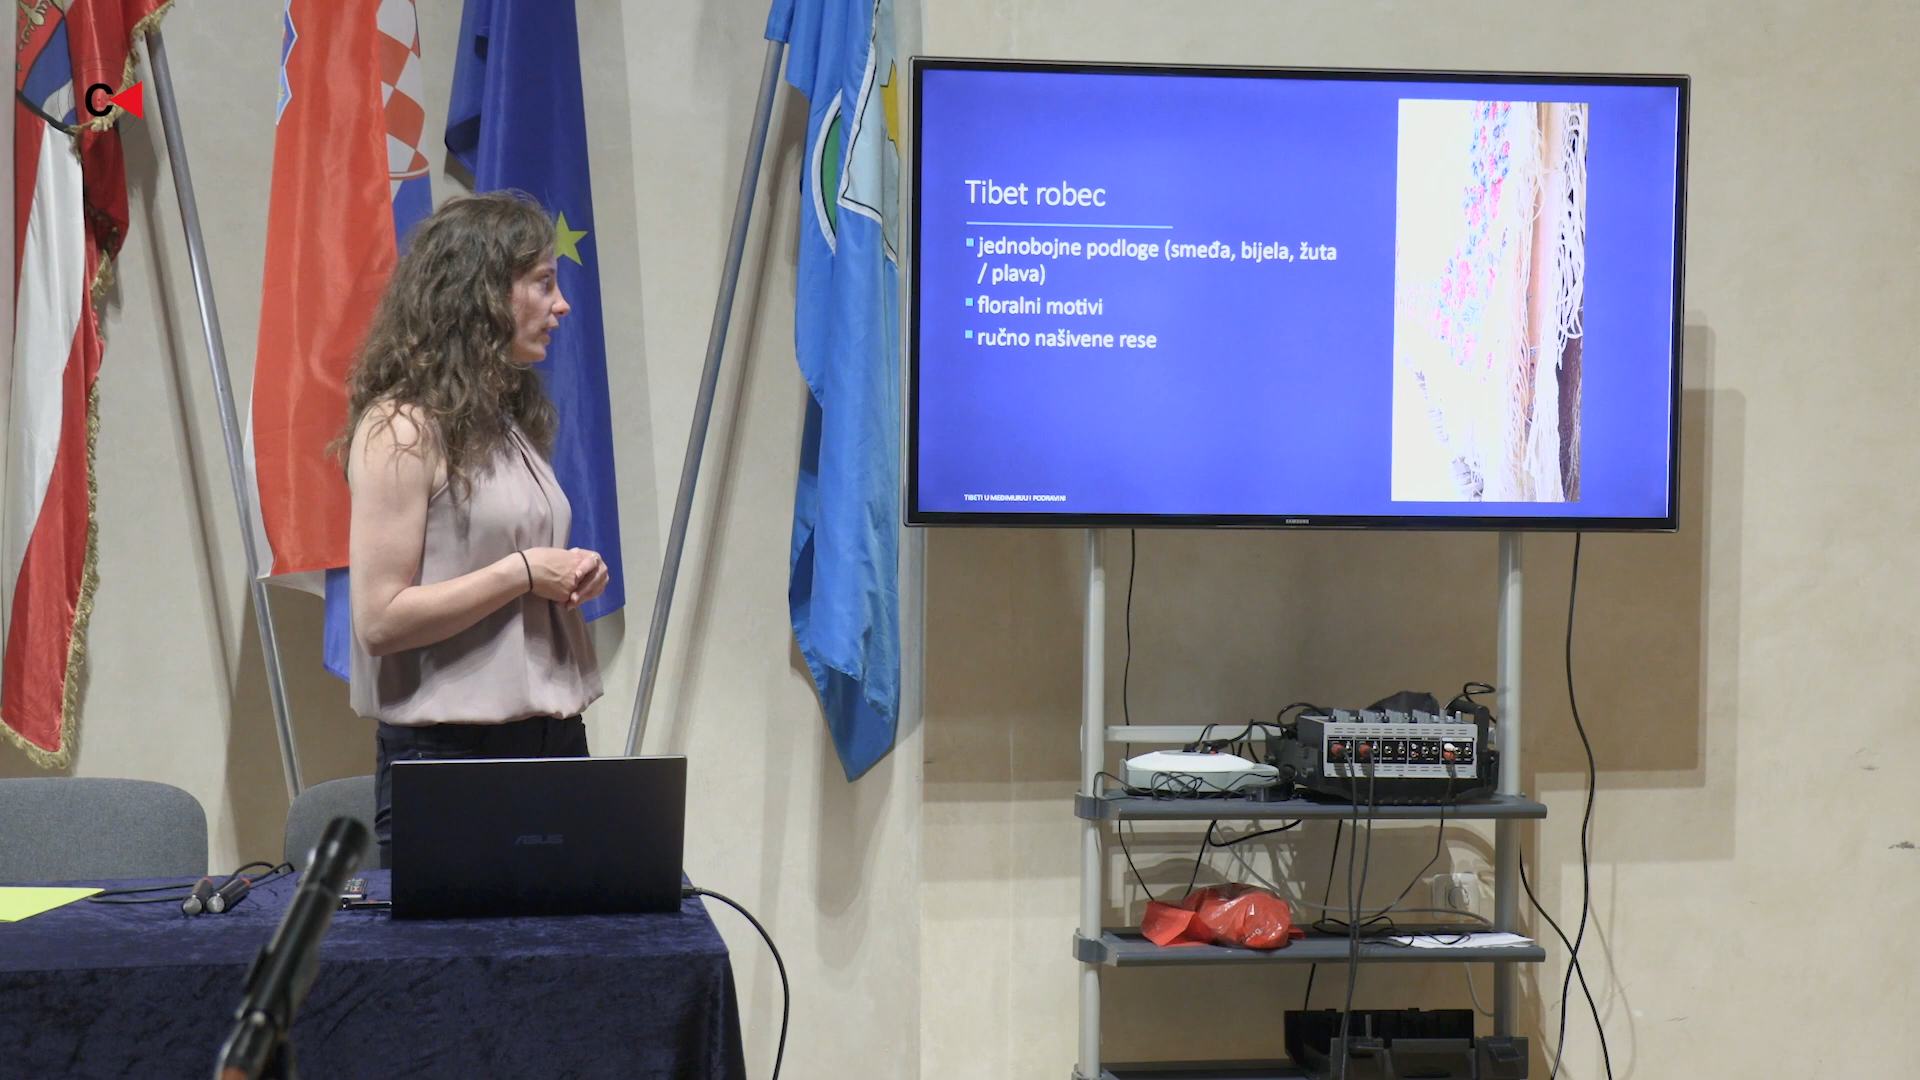 C
Tibet robec
jednobojne podloge (smeđa, bijela, žuta
/ plava)
floralni motivi
ručno našivene rese
TIBETI U MEĐIMURJU I PODRAVINI
SAMSUNG
ASUS